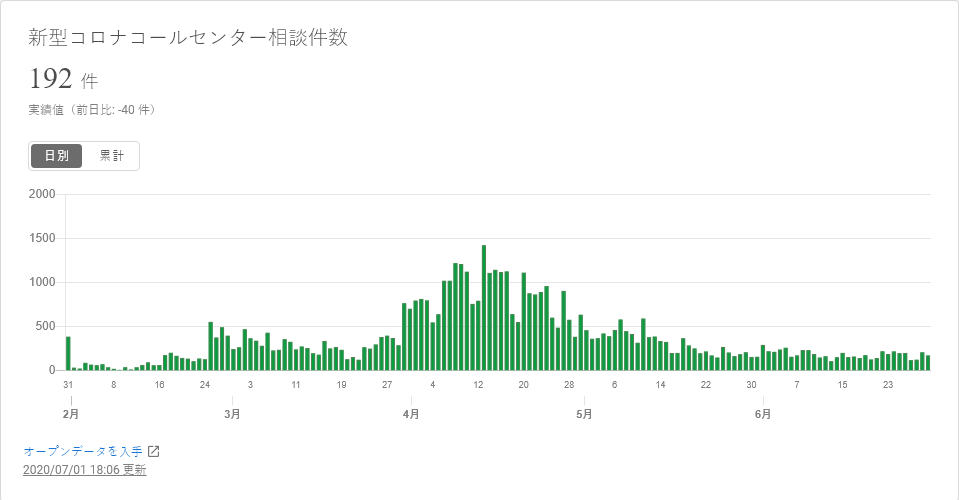 新型コロナコールセンター相談件数
192 件
実績値（前日比: -40 件）
日別 累計
2000
1500
1000
500
0
31 8 16 24 3 11 19 27 4 12 20 28 6 14 22 30 7 15 23
2月 3月 4月 5月 6月
オープンデータを入手
2020/07/01 18:06 更新